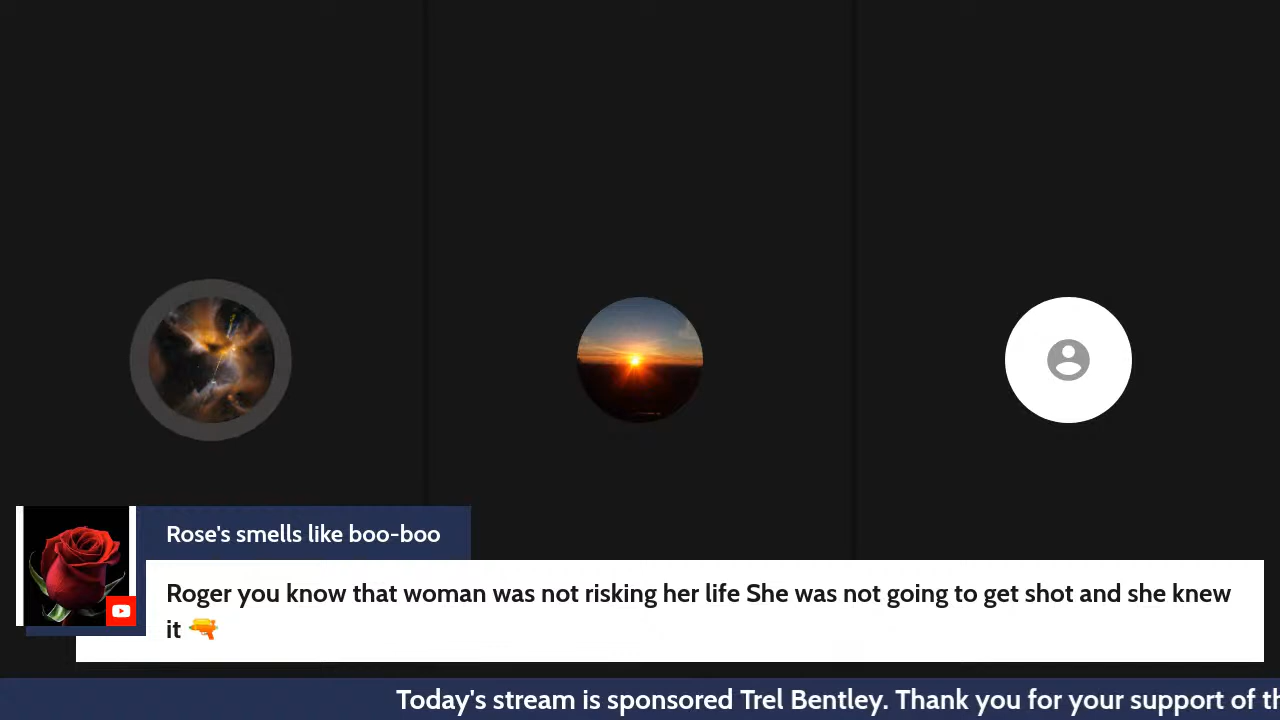 Rose's smells like boo-boo
Roger you know that woman was not risking her life She was not going to get shot and she knew
it 🔫
Today's stream is sponsored Trel Bentley. Thank you for your support of th